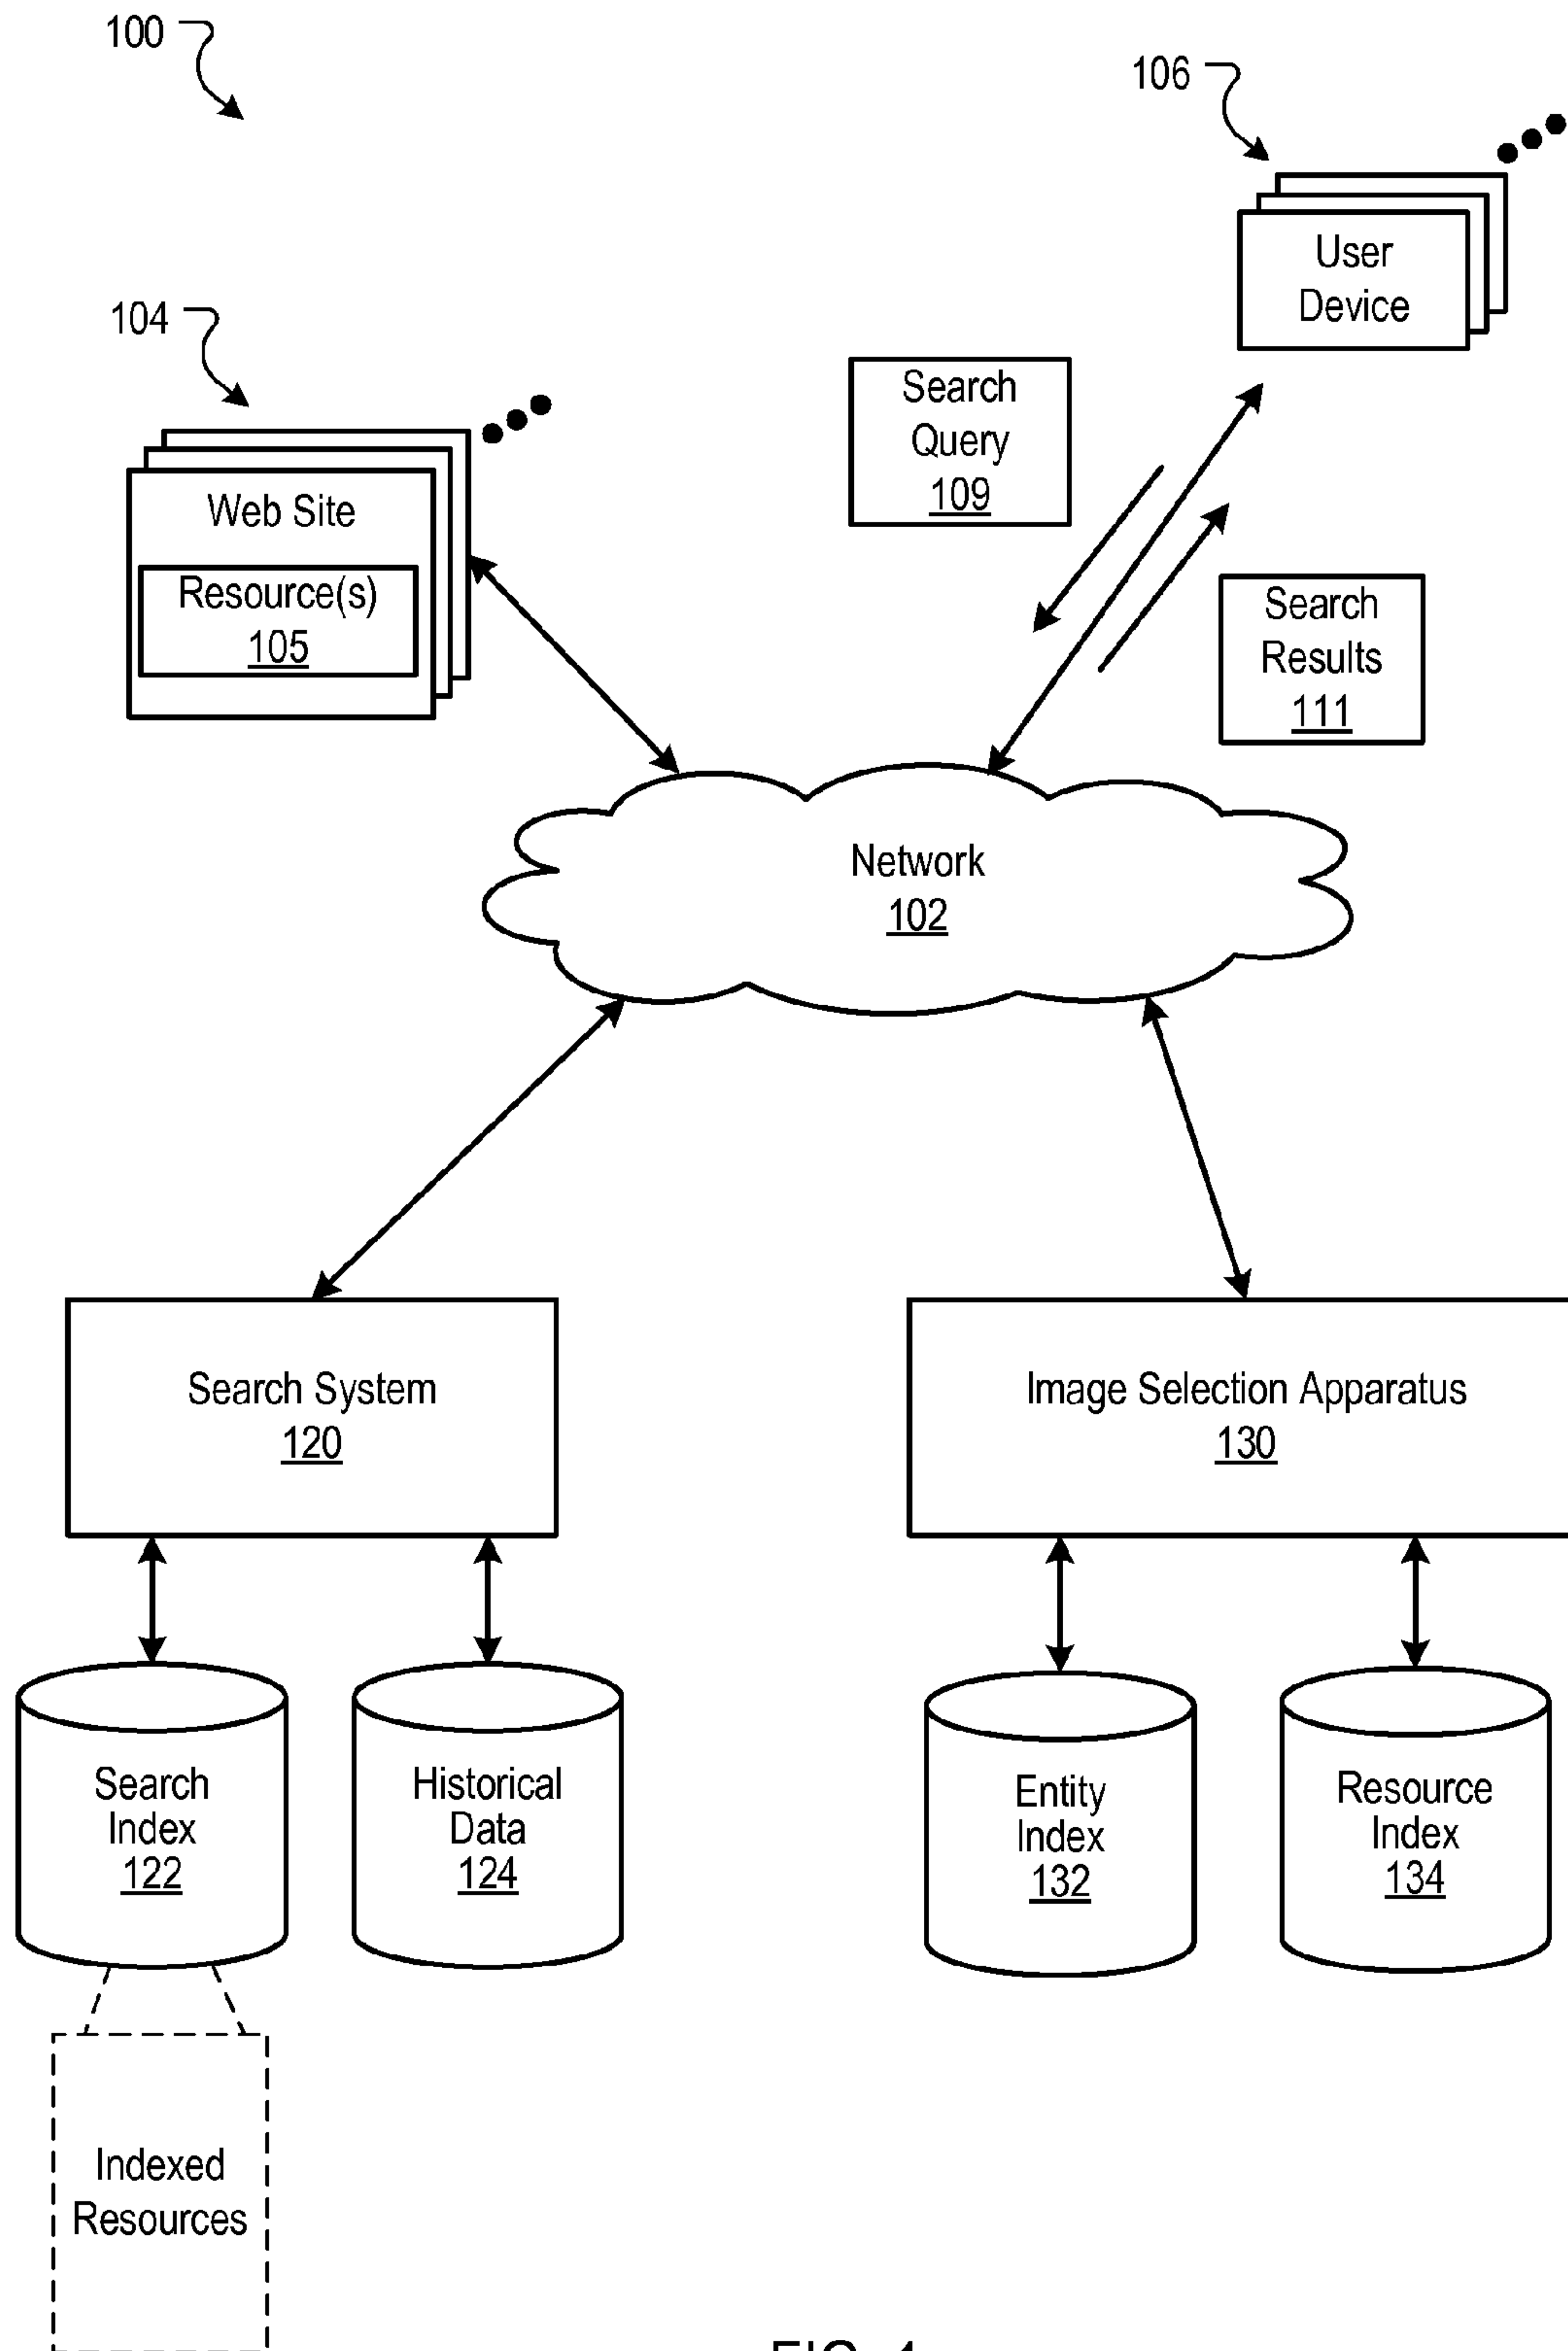 100
106
User
Device
104
Search
Query
109
Web Site
Resource(s)
105
Search
Results
111
Network
102
Search System
120
Image Selection Apparatus
130
Search
Index
122
Historical
Data
124
Entity
Index
132
Resource
Index
134
Indexed
Resources
FIG. 1